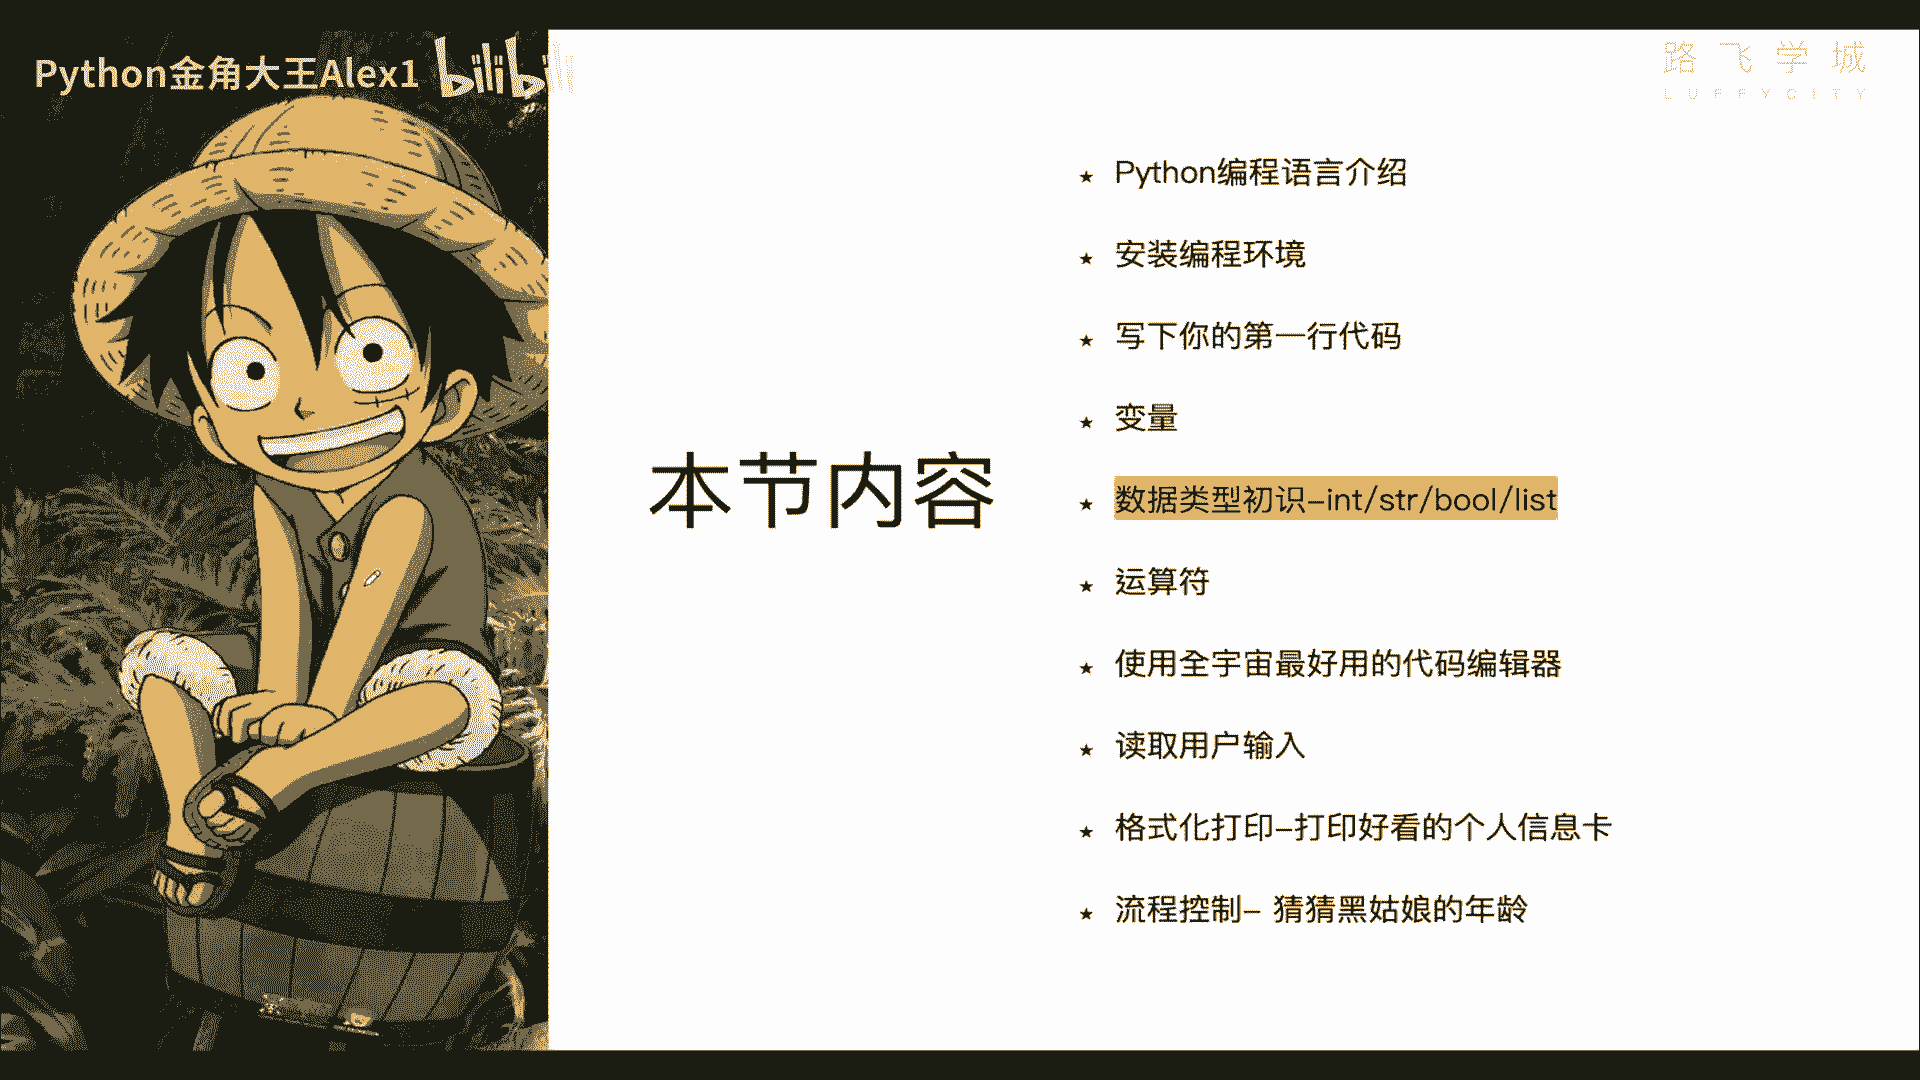 Python金角大王Alex1
bilibili
路飞学城
LUFFYCITY
本节内容
Python编程语言介绍
安装编程环境
写下你的第一行代码
变量
数据类型初识-int/str/bool/list
运算符
使用全宇宙最好用的代码编辑器
读取用户输入
格式化打印-打印好看的个人信息卡
流程控制- 猜猜黑姑娘的年龄